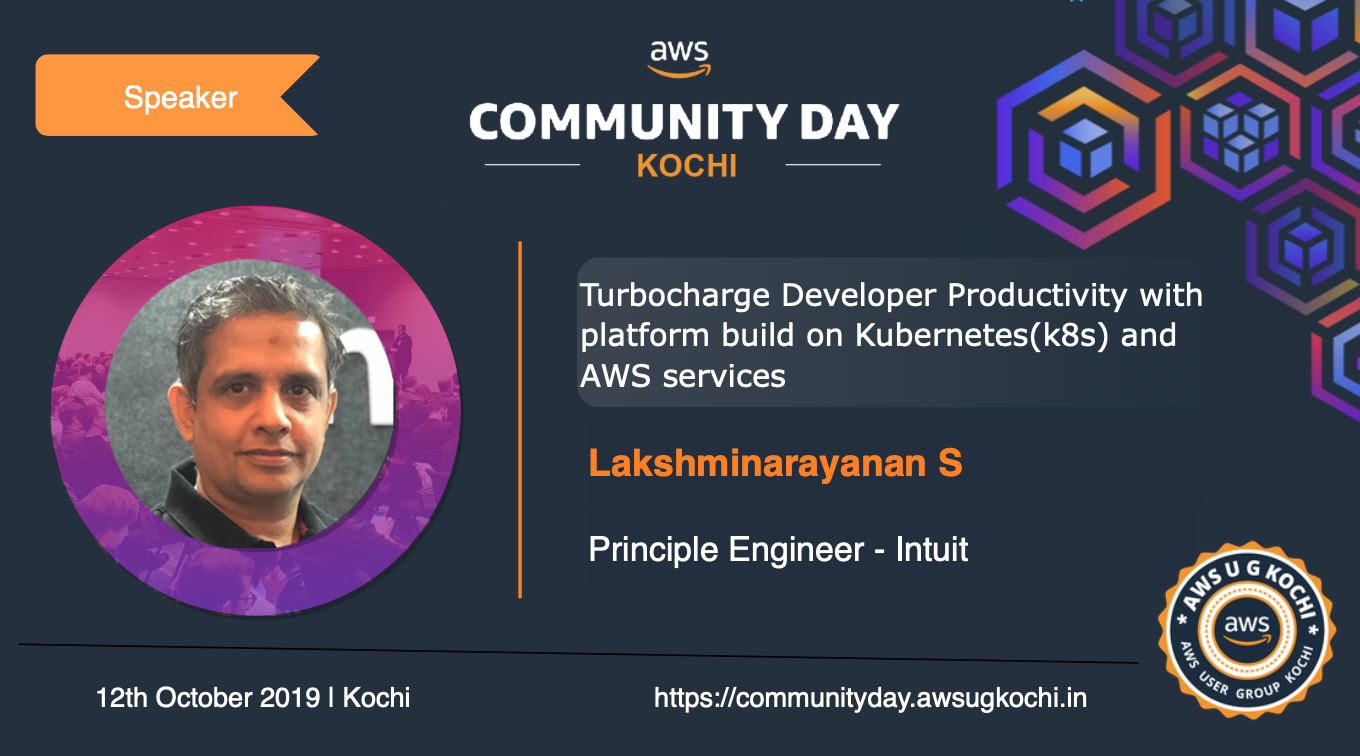 Speaker
aws
COMMUNITY DAY
KOCHI
Turbocharge Developer Productivity with
platform build on Kubernetes(k8s) and
AWS services
Lakshminarayanan S
Principle Engineer - Intuit
* AWS U G KOCHI *
aws
AWS USER GROUP KOCHI
12th October 2019 | Kochi
https://communityday.awsugkochi.in